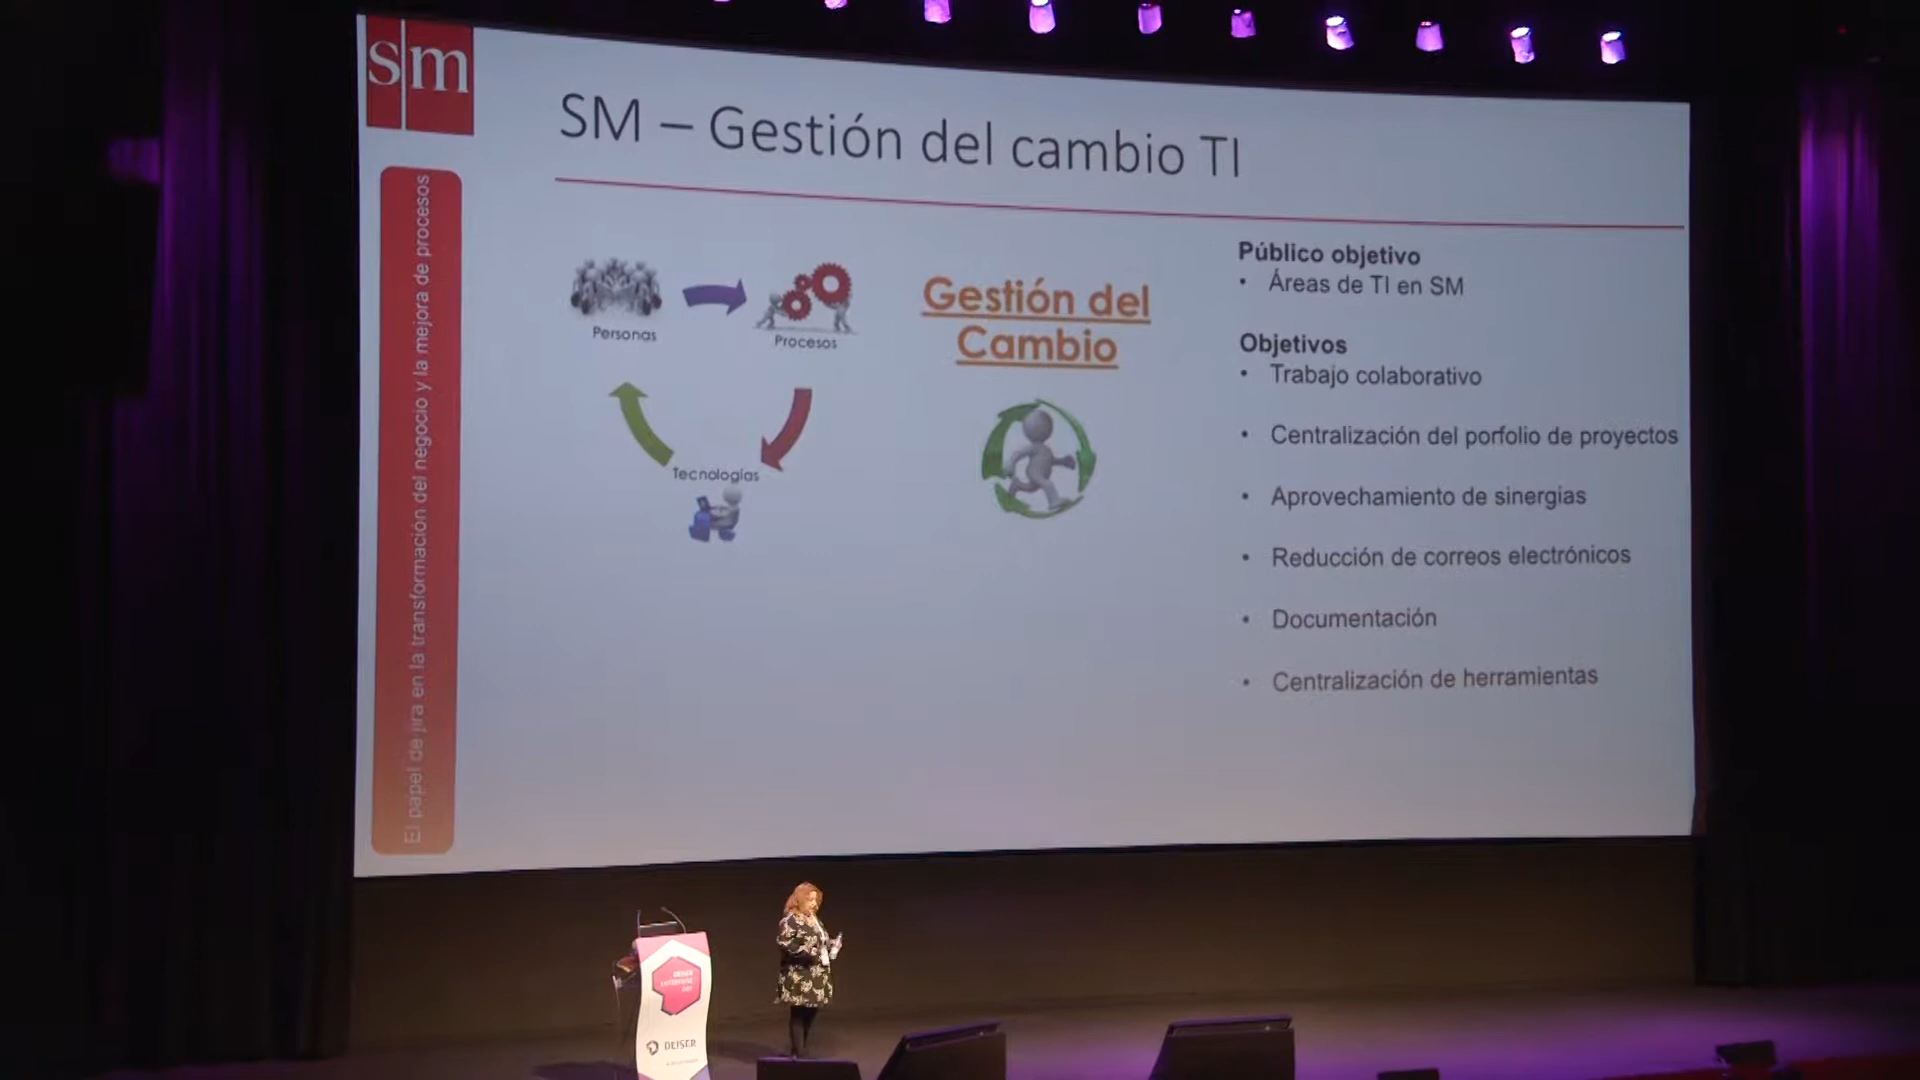 sm
SM – Gestión del cambio TI
El papel de jira en la transformación del negocio y la mejora de procesos
Personas
Procesos
Tecnologías
Gestión del
Cambio
Público objetivo
• Áreas de TI en SM
Objetivos
• Trabajo colaborativo
• Centralización del porfolio de proyectos
• Aprovechamiento de sinergias
• Reducción de correos electrónicos
• Documentación
• Centralización de herramientas
DEISER